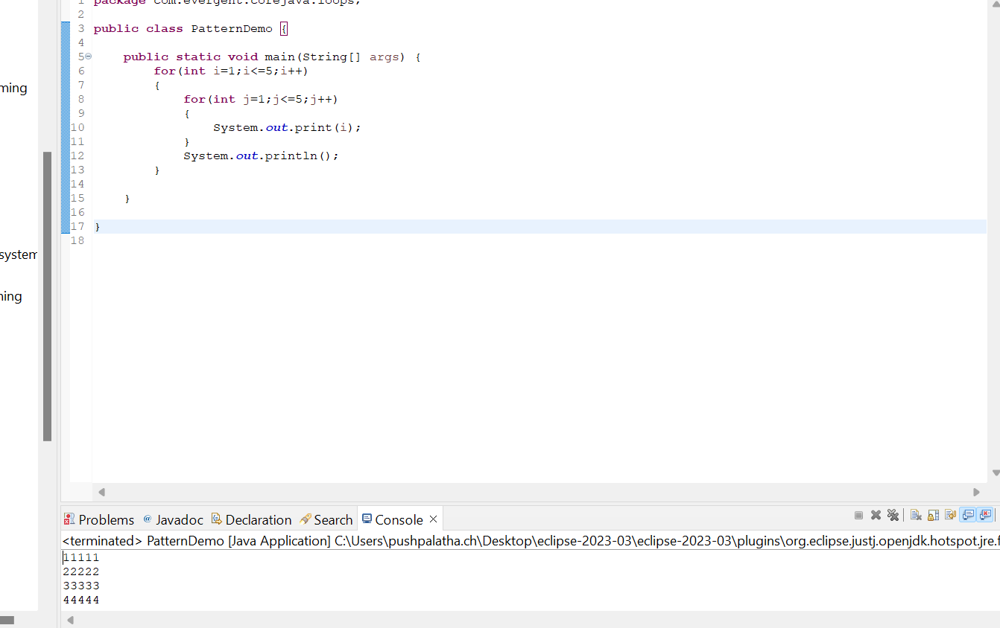 1 package com.evergent.corejava.loops;
2
3 public class PatternDemo {
4
5 public static void main(String[] args) {
6 for(int i=1;i<=5;i++)
7 {
8 for(int j=1;j<=5;j++)
9 {
10 System.out.print(i);
11 }
12 System.out.println();
13 }
14
15 }
16
17 }
18
ming
system
ning
Problems @ Javadoc Declaration Search Console ×
<terminated> PatternDemo [Java Application] C:\Users\pushpalatha.ch\Desktop\eclipse-2023-03\eclipse-2023-03\plugins\org.eclipse.justj.openjdk.hotspot.jre.f
11111
22222
33333
44444